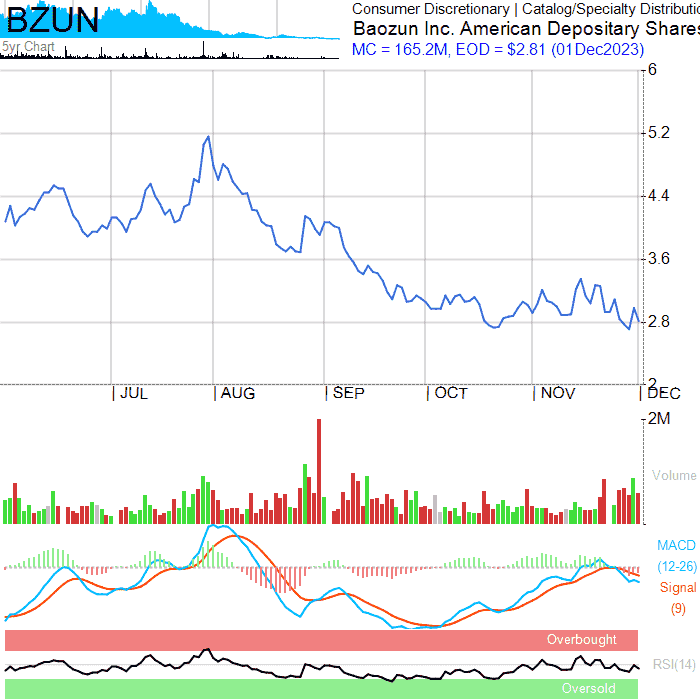 BZUN
5yr Chart
Consumer Discretionary | Catalog/Specialty Distributio
Baozun Inc. American Depositary Shares
MC = 165.2M, EOD = $2.81 (01Dec2023)
6
5.2
4.4
3.6
2.8
2
JUL
AUG
SEP
OCT
NOV
DEC
2M
Volume
MACD
(12-26)
Signal
(9)
Overbought
RSI(14)
Oversold